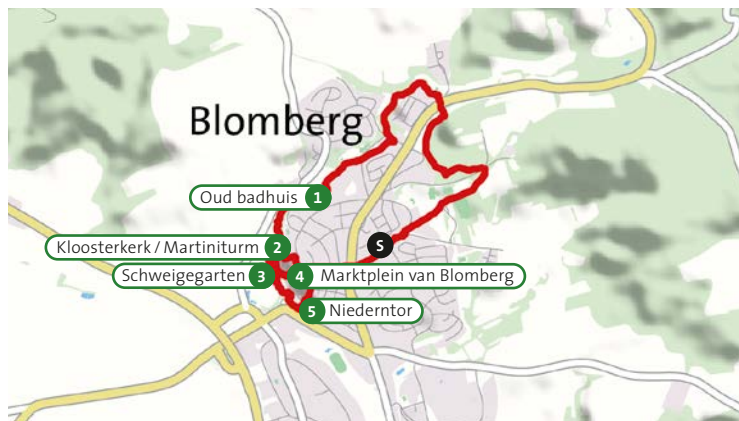 Blomberg
Oud badhuis 1
S
Kloosterkerk / Martiniturm 2
Schweigegarten 3
4 Marktplein van Blomberg
5 Niederntor